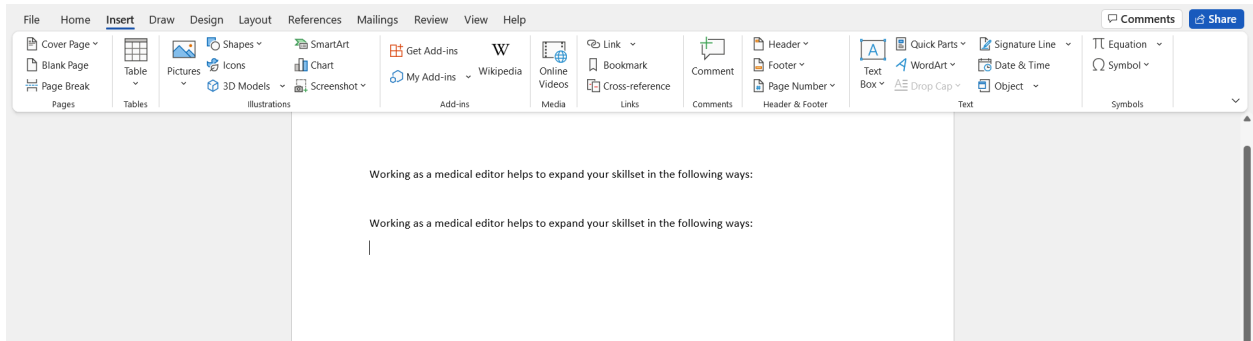 File Home Insert Draw Design Layout References Mailings Review View Help Comments Share
Cover Page Shapes SmartArt Link Header Quick Parts Signature Line Equation
Get Add-ins
Blank Page Icons Chart Bookmark Footer WordArt Date & Time Symbol
Table Pictures My Add-ins Wikipedia Online Videos Comment Text Box
Page Break 3D Models Screenshot Cross-reference Page Number Drop Cap Object
Pages Tables Illustrations Add-ins Media Links Comments Header & Footer Text Symbols
Working as a medical editor helps to expand your skillset in the following ways:
Working as a medical editor helps to expand your skillset in the following ways: